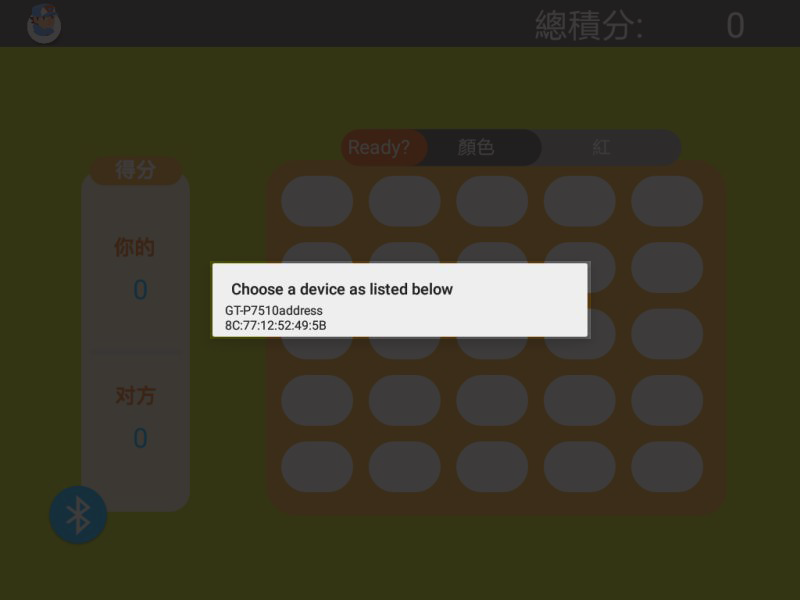 總積分: 0
Ready? 顏色 紅
得分
你的
0
Choose a device as listed below
GT-P7510address
8C:77:12:52:49:5B
对方
0